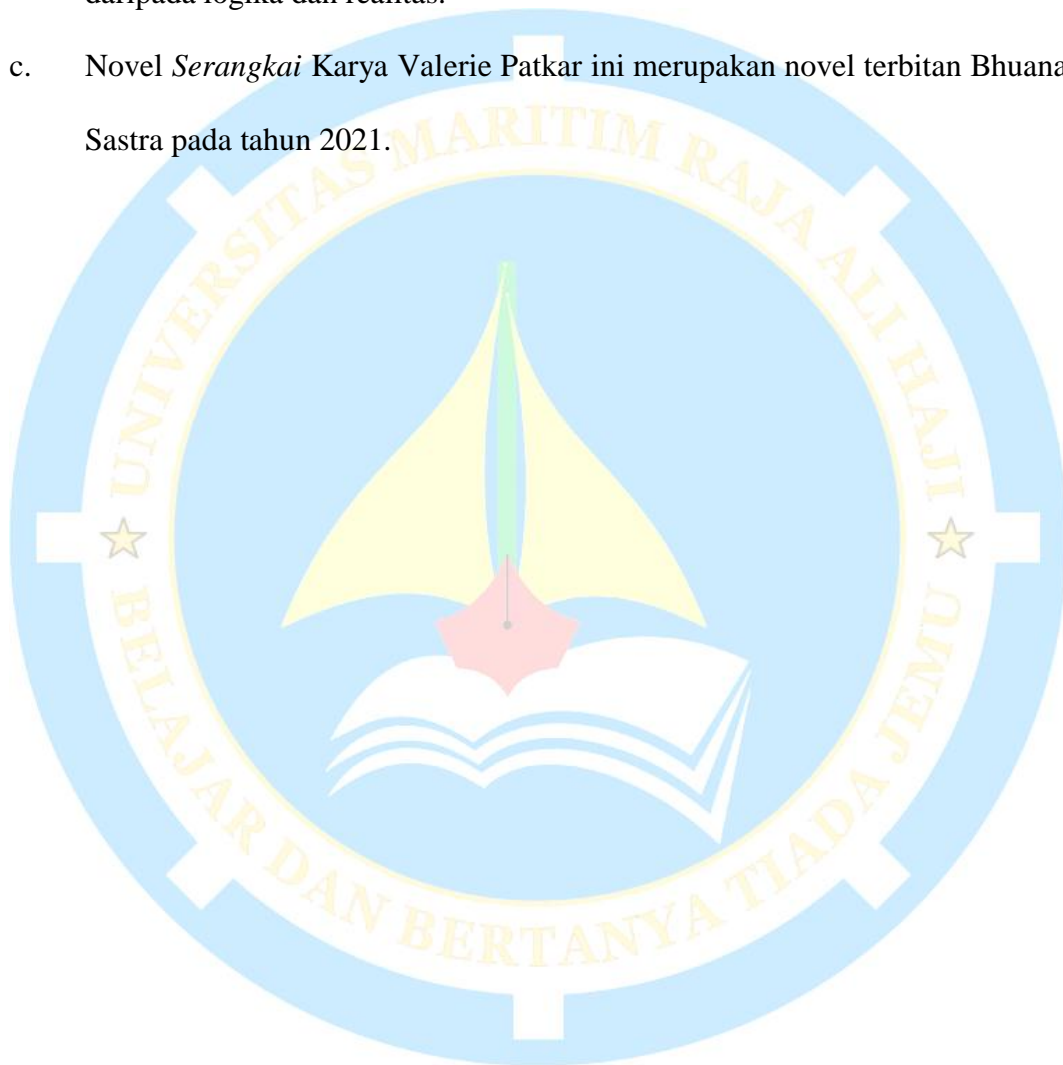 daripada logika dan realitas.
c. Novel Serangkai Karya Valerie Patkar ini merupakan novel terbitan Bhuana
Sastra pada tahun 2021.
UNIVERSITAS MARITIM RAJA ALI HAJI
BELAJAR DAN BERTANYA TIADA JEMU